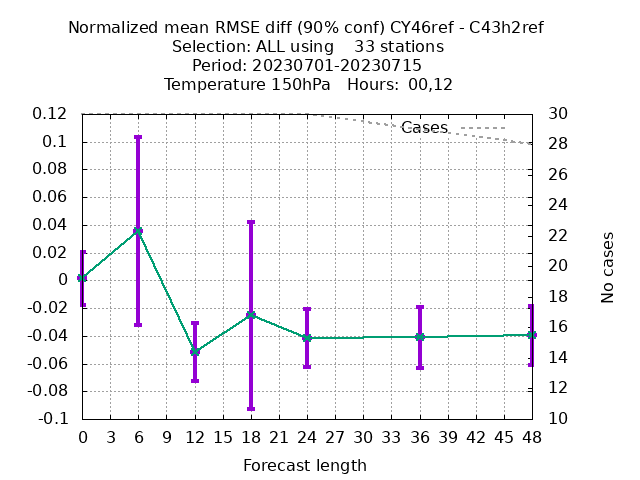 Normalized mean RMSE diff (90% conf) CY46ref - C43h2ref
Selection: ALL using    33 stations
Period: 20230701-20230715
Temperature 150hPa   Hours:  00,12
0.12
0.1
0.08
0.06
0.04
0.02
0
-0.02
-0.04
-0.06
-0.08
-0.1
Cases
30
28
26
24
22
20
18
16
14
12
10
No cases
0 3 6 9 12 15 18 21 24 27 30 33 36 39 42 45 48
Forecast length